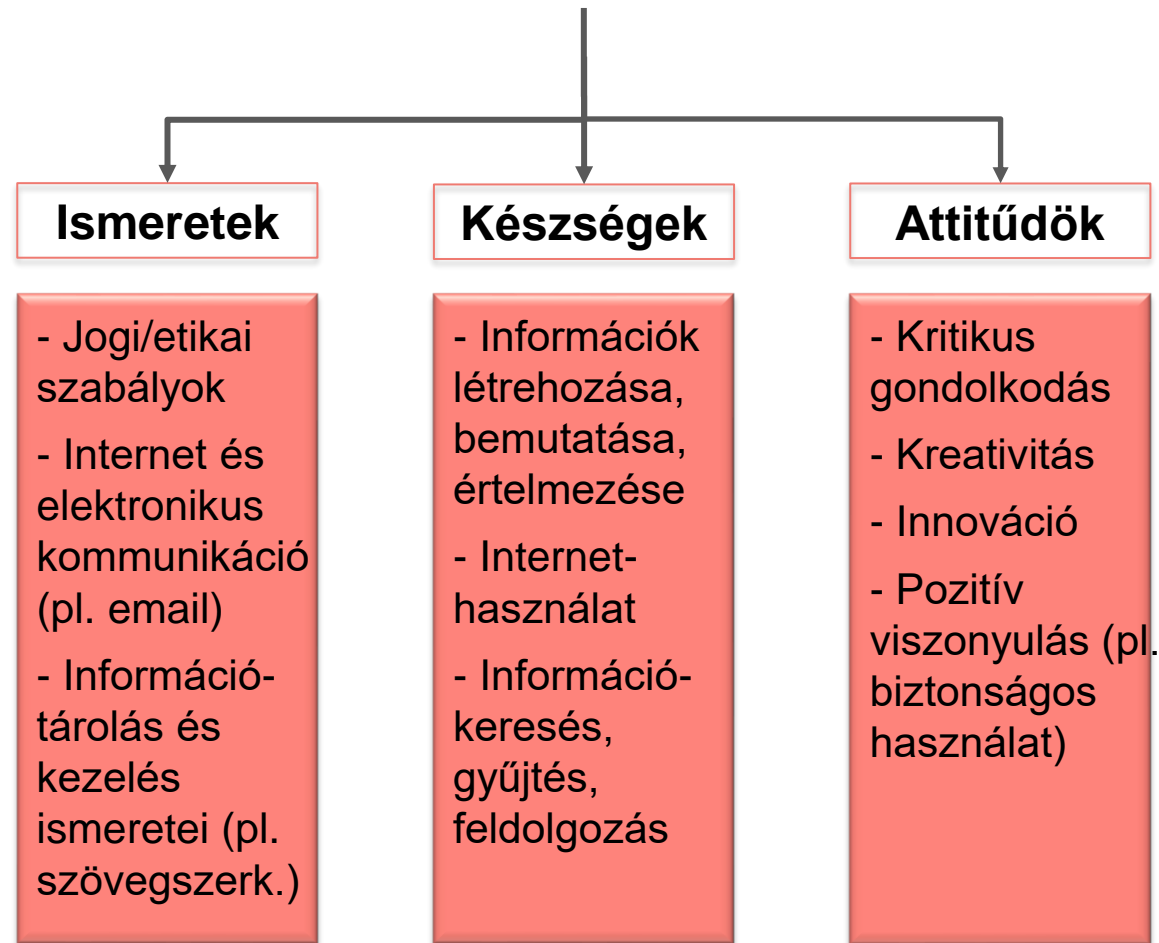 Ismeretek
- Jogi/etikai
szabályok
- Internet és
elektronikus
kommunikáció
(pl. email)
- Információ-
tárolás és
kezelés
ismeretei (pl.
szövegszerk.)
Készségek
- Információk
létrehozása,
bemutatása,
értelmezése
- Internet-
használat
- Információ-
keresés,
gyűjtés,
feldolgozás
Attitűdök
- Kritikus
gondolkodás
- Kreativitás
- Innováció
- Pozitív
viszonyulás (pl.
biztonságos
használat)